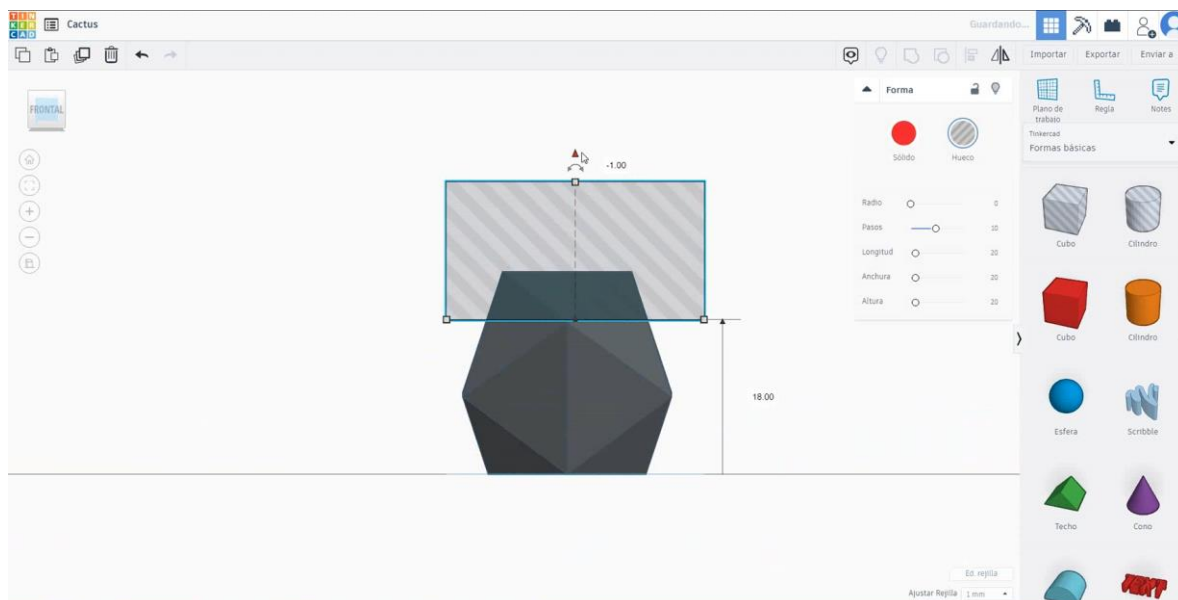 TIN
KER
CAD
Cactus
Guardando...
Importar
Exportar
Enviar a
FRONTAL
Forma
Sólido
Hueco
Radio
0
Pasos
10
Longitud
20
Anchura
20
Altura
20
-1.00
18.00
Plano de
trabajo
Regla
Notes
Tinkercad
Formas básicas
Cubo
Cilindro
Cubo
Cilindro
Esfera
Scribble
Techo
Cono
TEXT
Ed. rejilla
Ajustar Rejilla
1 mm